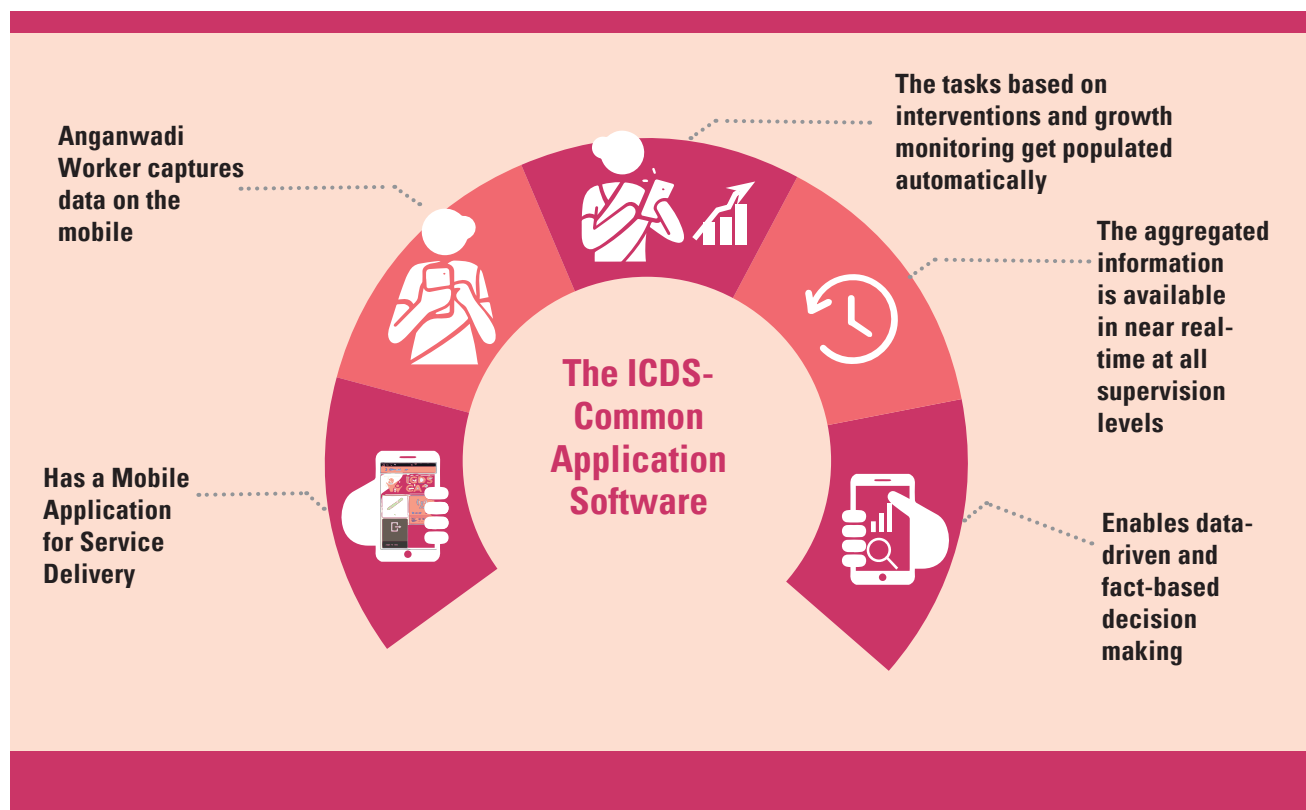 The tasks based on
interventions and growth
monitoring get populated
automatically
Anganwadi
Worker captures
data on the
mobile
The aggregated
information
is available
in near real-
time at all
supervision
levels
The ICDS-
Common
Application
Software
Has a Mobile
Application
for Service
Delivery
Enables data-
driven and
fact-based
decision
making